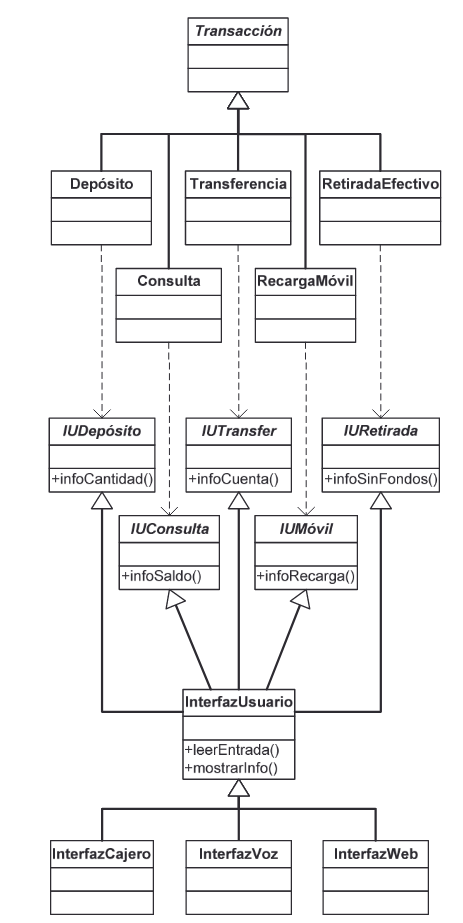 Transacción
Depósito
Transferencia
RetiradaEfectivo
Consulta
RecargaMóvil
IUDepósito
+infoCantidad()
IUTransfer
+infoCuenta()
IURetirada
+infoSinFondos()
IUConsulta
+infoSaldo()
IUMóvil
+infoRecarga()
InterfazUsuario
+leerEntrada()
+mostrarInfo()
InterfazCajero
InterfazVoz
InterfazWeb